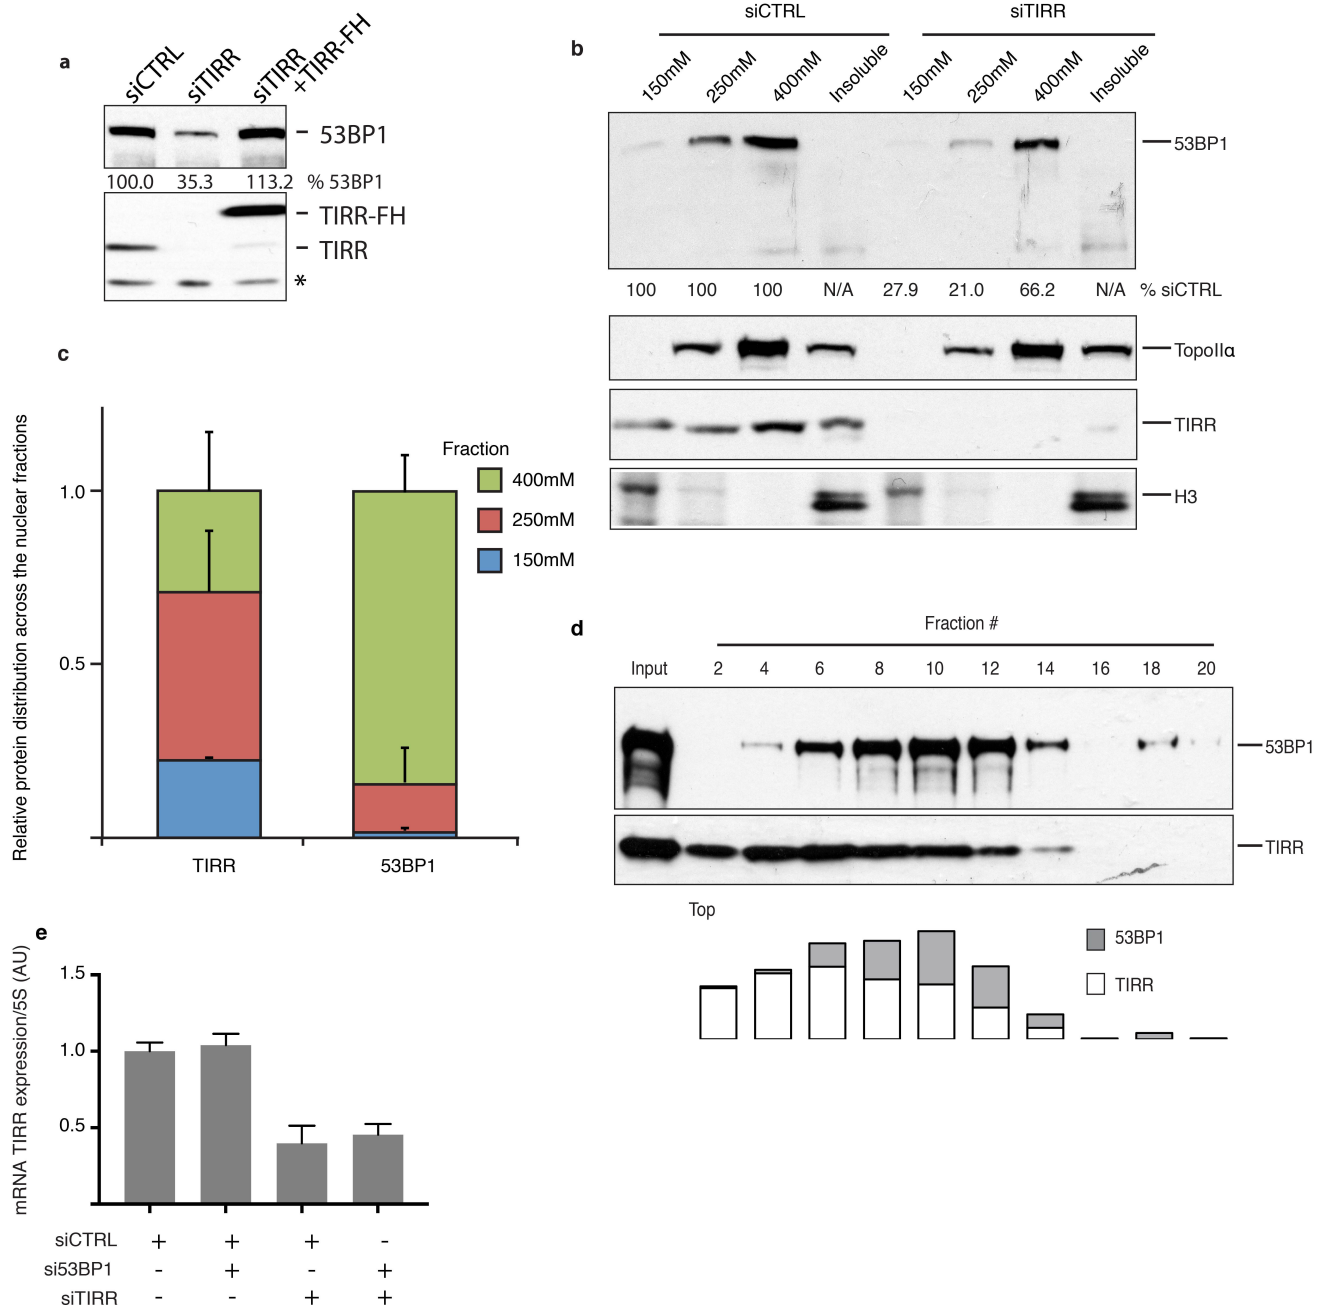 a
siCTRL siTIRR siTIRR +TIRR-FH
53BP1
100.0 35.3 113.2 % 53BP1
TIRR-FH
TIRR
*
b
siCTRL siTIRR
150mM 250mM 400mM Insoluble 150mM 250mM 400mM Insoluble
53BP1
100 100 100 N/A 27.9 21.0 66.2 N/A % siCTRL
TopoIIα
TIRR
H3
c
Relative protein distribution across the nuclear fractions
1.0
0.5
Fraction
400mM
250mM
150mM
TIRR 53BP1
d
Fraction #
Input 2 4 6 8 10 12 14 16 18 20
53BP1
TIRR
Top
53BP1
TIRR
e
mRNA TIRR expression/5S (AU)
1.5
1.0
0.5
siCTRL + + + -
si53BP1 - + - +
siTIRR - - + +